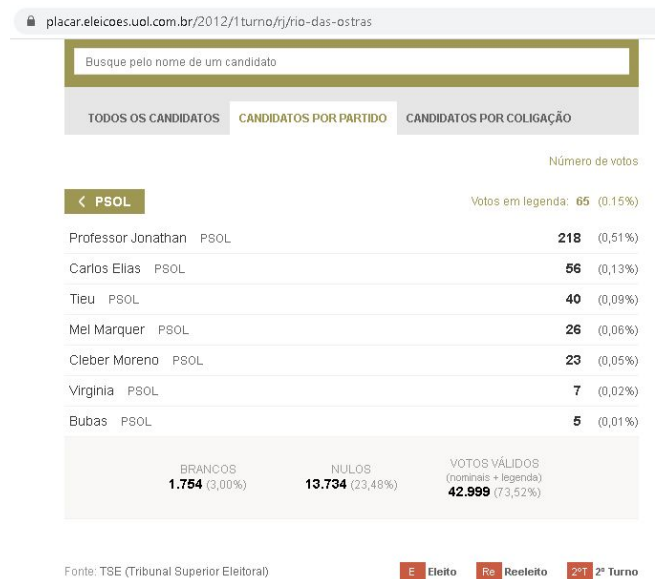 placar.eleicoes.uol.com.br/2012/1turno/rj/rio-das-ostras
Busque pelo nome de um candidato
TODOS OS CANDIDATOS CANDIDATOS POR PARTIDO CANDIDATOS POR COLIGAÇÃO
Número de votos
PSOL Votos em legenda: 65 (0.15%)
Professor Jonathan PSOL 218 (0,51%)
Carlos Elias PSOL 56 (0,13%)
Tieu PSOL 40 (0,09%)
Mel Marquer PSOL 26 (0,06%)
Cleber Moreno PSOL 23 (0,05%)
Virginia PSOL 7 (0,02%)
Bubas PSOL 5 (0,01%)
BRANCOS NULOS VOTOS VÁLIDOS
(nominais + legenda)
1.754 (3,00%) 13.734 (23,48%) 42.999 (73,52%)
Fonte: TSE (Tribunal Superior Eleitoral) E Eleito Re Reeleito 2ºT 2º Turno